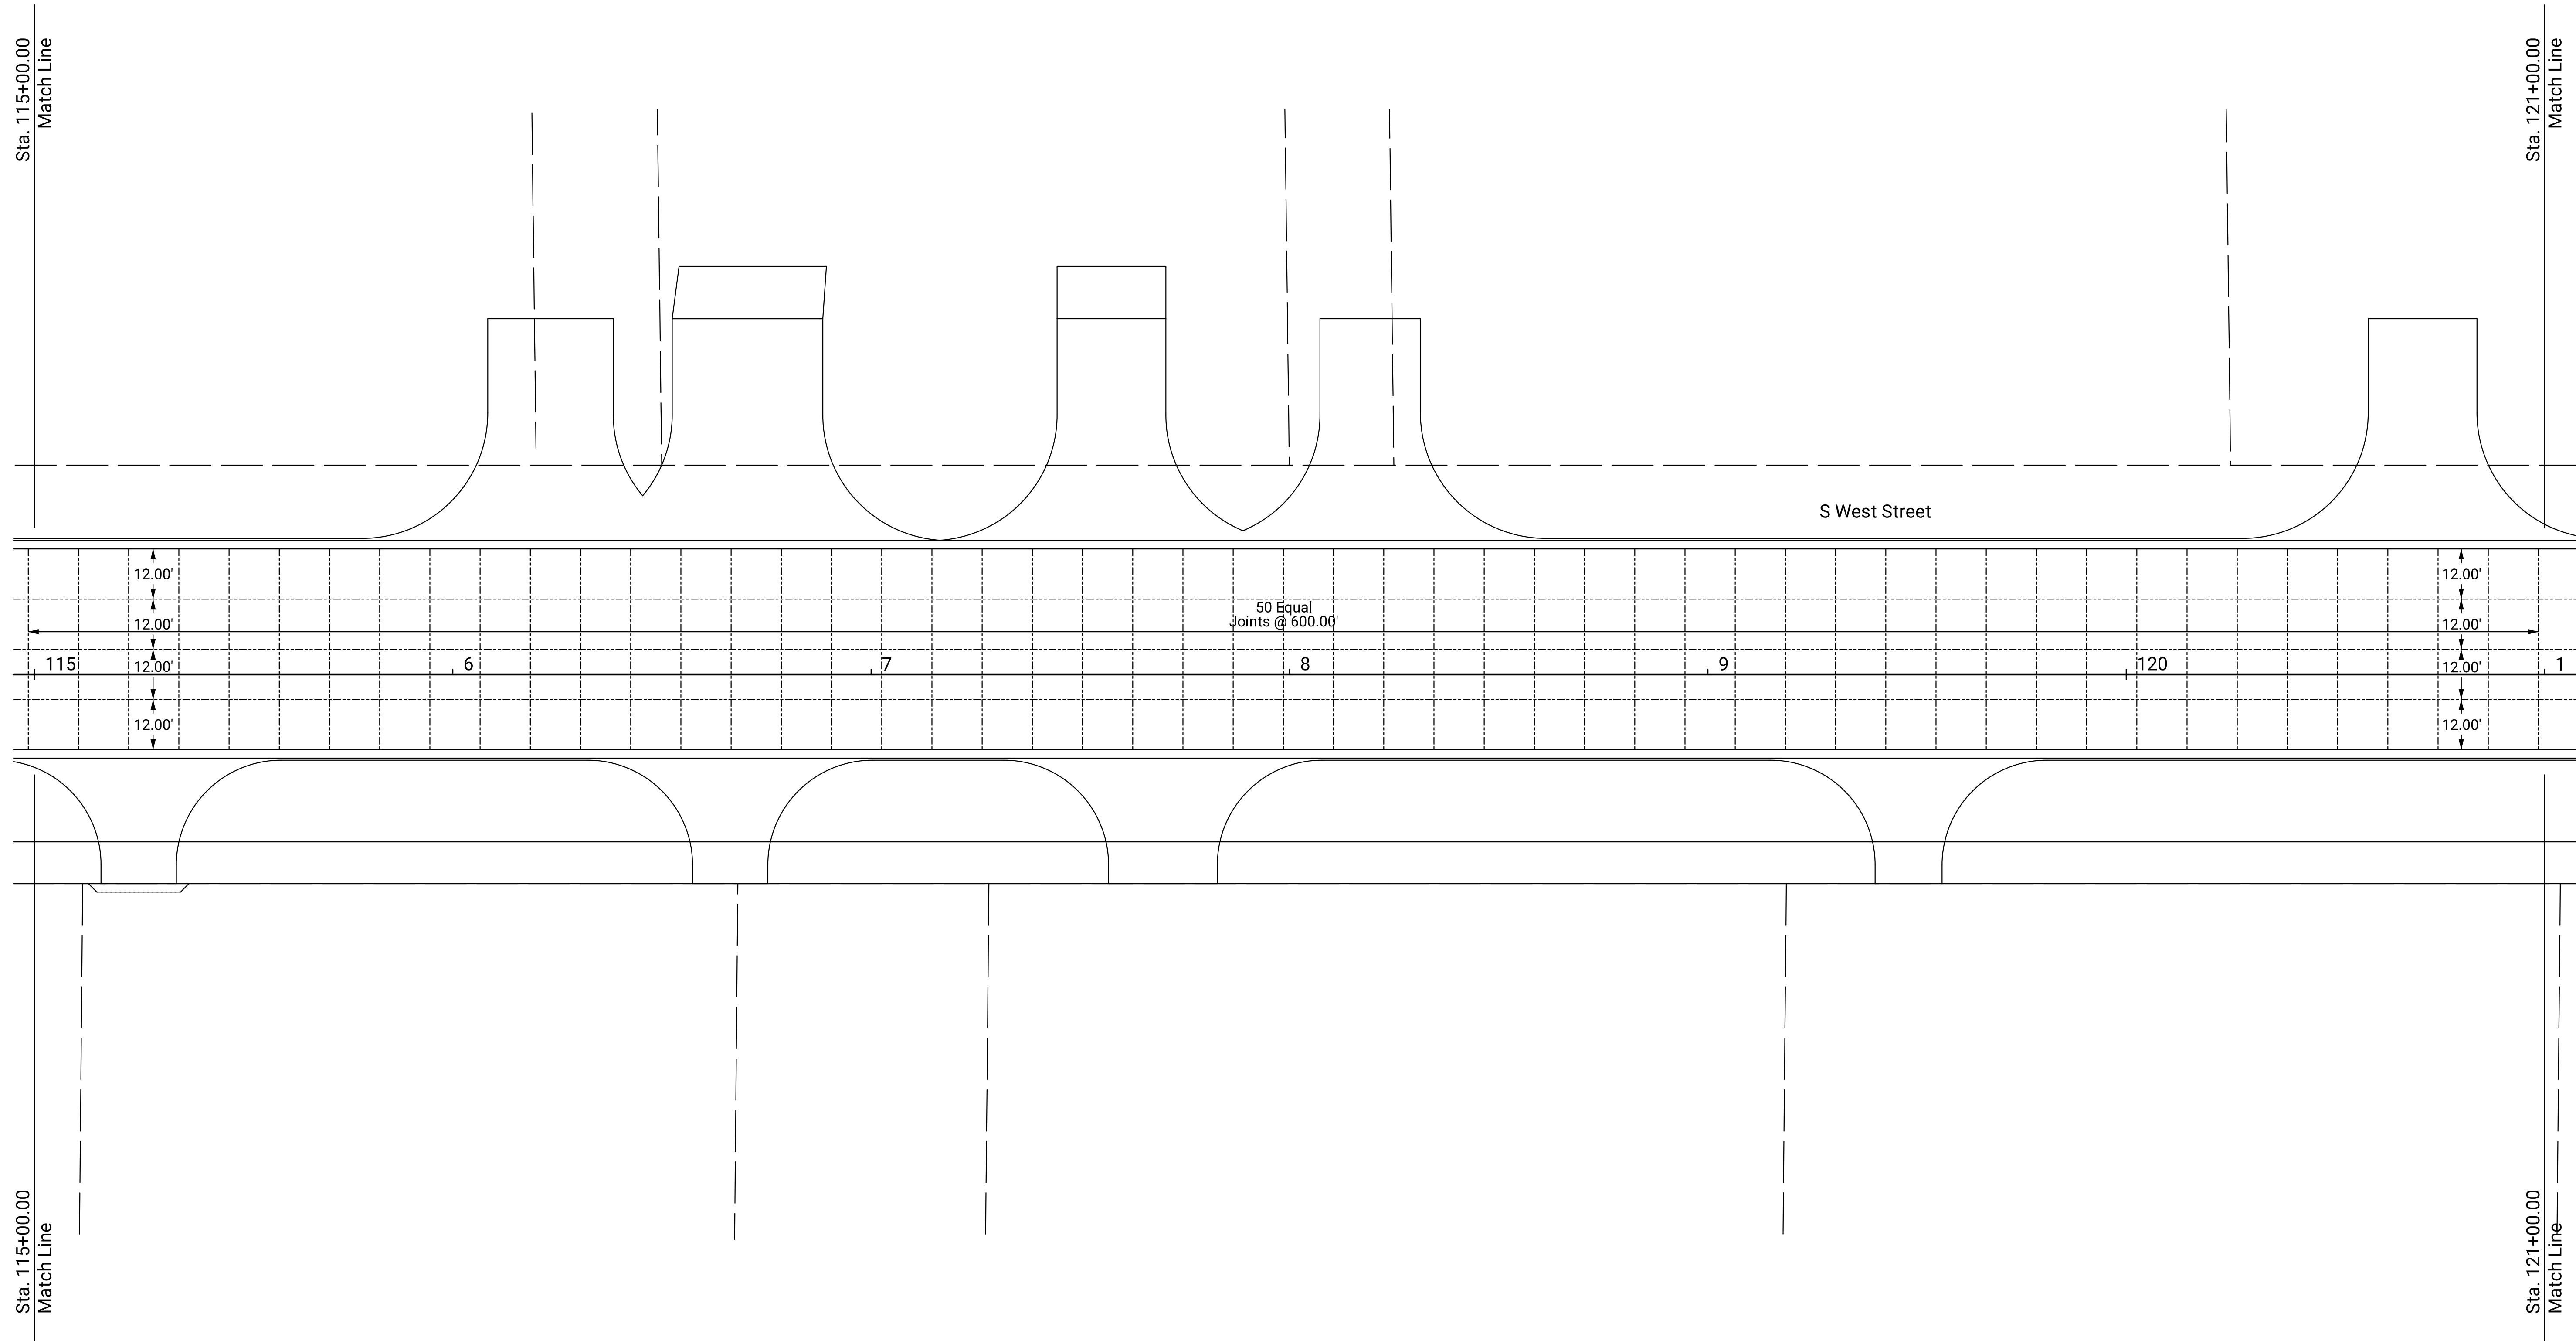 Sta. 115+00.00
Match Line
Sta. 121+00.00
Match Line
S West Street
12.00'
12.00'
12.00'
12.00'
50 Equal
Joints @ 600.00'
12.00'
12.00'
12.00'
12.00'
115
6
7
8
9
120
1
Sta. 115+00.00
Match Line
Sta. 121+00.00
Match Line